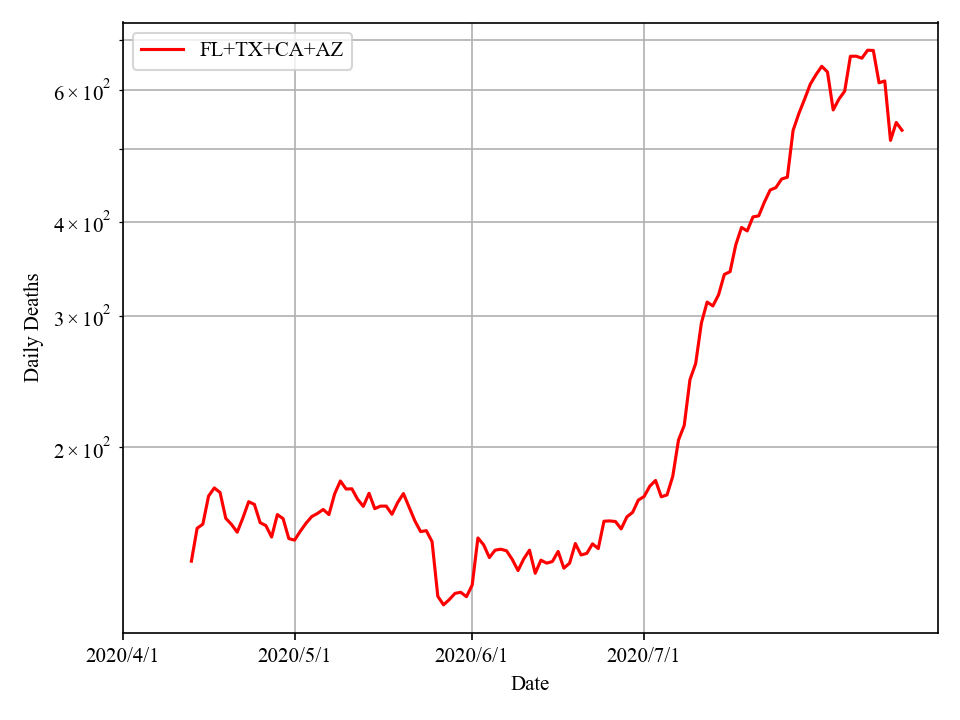 FL+TX+CA+AZ
6 × 10²
4 × 10²
3 × 10²
2 × 10²
Daily Deaths
2020/4/1 2020/5/1 2020/6/1 2020/7/1
Date